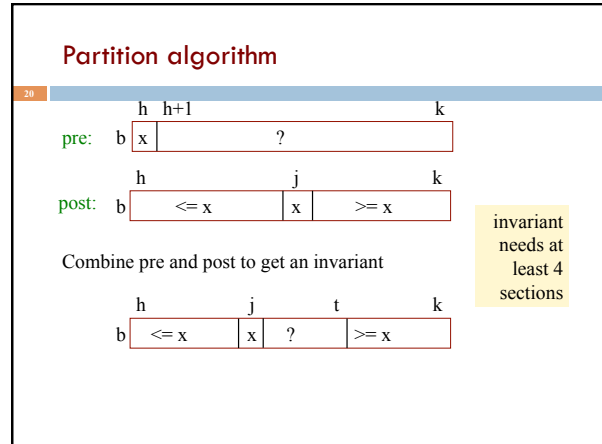 Partition algorithm
20
h h+1 k
pre: b x ?
h j k
post: b <= x x >= x
invariant
needs at
least 4
sections
Combine pre and post to get an invariant
h j t k
b <= x x ? >= x